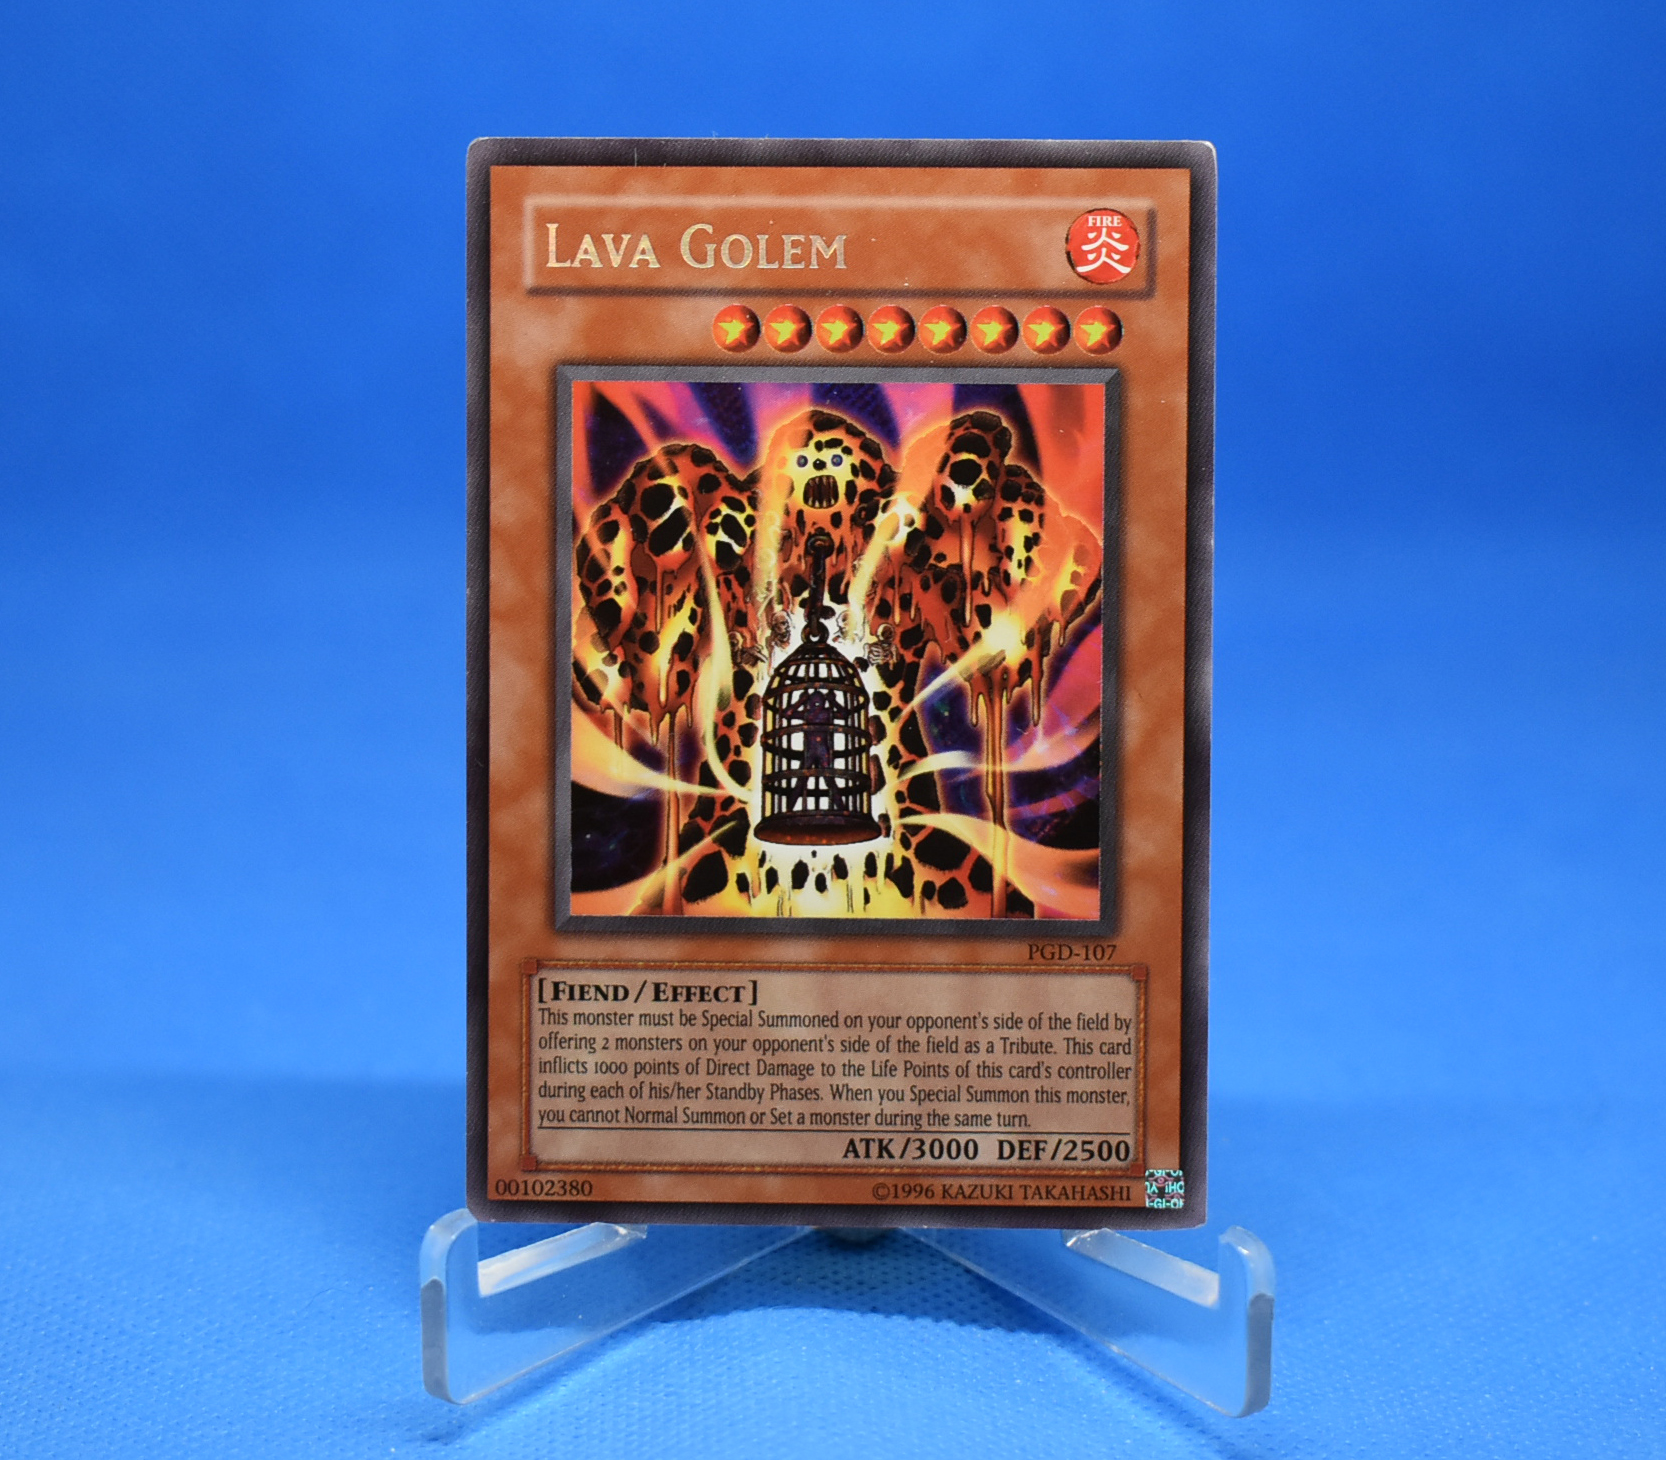 LAVA GOLEM
FIRE
炎
PGD-107
[FIEND/EFFECT]
This monster must be Special Summoned on your opponent's side of the field by
offering 2 monsters on your opponent's side of the field as a Tribute. This card
inflicts 1000 points of Direct Damage to the Life Points of this card's controller
during each of his/her Standby Phases. When you Special Summon this monster,
you cannot Normal Summon or Set a monster during the same turn.
ATK/3000 DEF/2500
00102380
©1996 KAZUKI TAKAHASHI